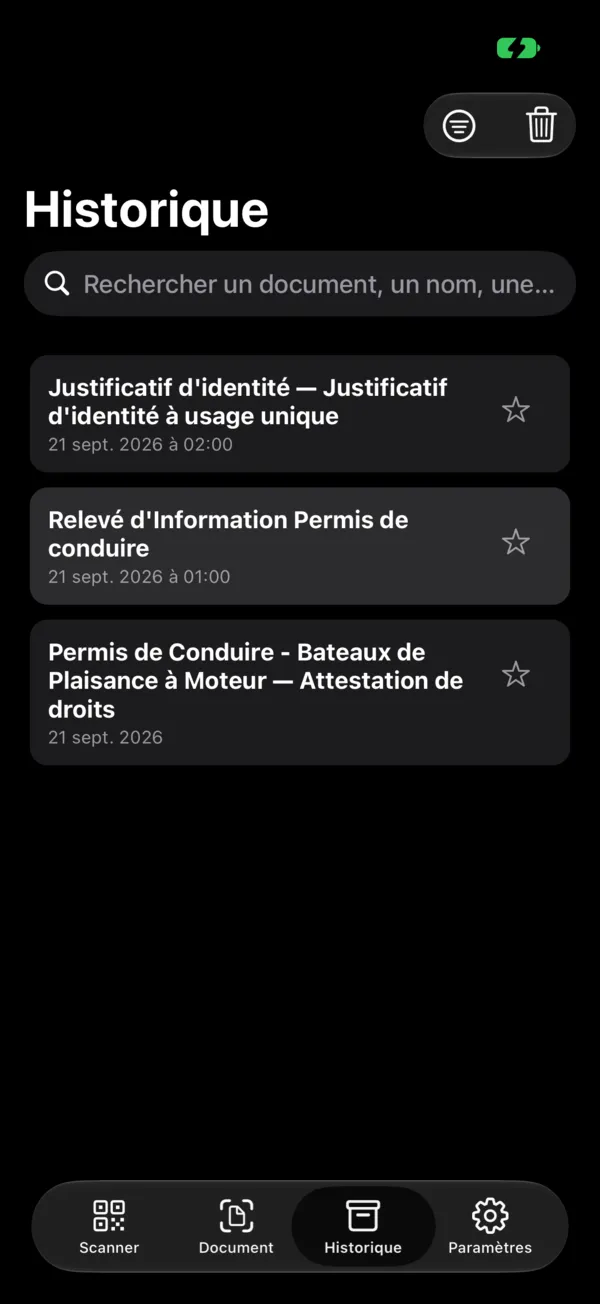 Historique
Rechercher un document, un nom, une...
Justificatif d'identité — Justificatif
d'identité à usage unique
21 sept. 2026 à 02:00
Relevé d'Information Permis de
conduire
21 sept. 2026 à 01:00
Permis de Conduire - Bateaux de
Plaisance à Moteur — Attestation de
droits
21 sept. 2026
Scanner
Document
Historique
Paramètres